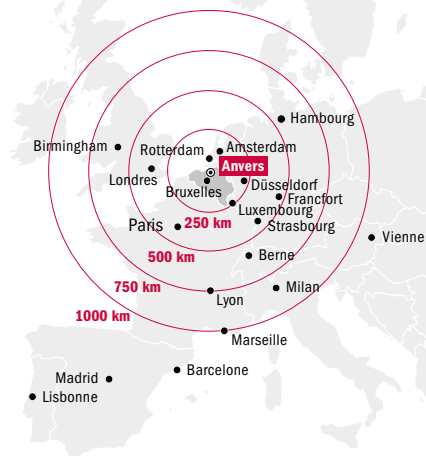 Hambourg
Birmingham
Rotterdam
Amsterdam
Anvers
Londres
Bruxelles
Düsseldorf
Francfort
Luxembourg
Paris
250 km
Strasbourg
Vienne
500 km
Berne
750 km
Milan
Lyon
1000 km
Marseille
Barcelone
Madrid
Lisbonne